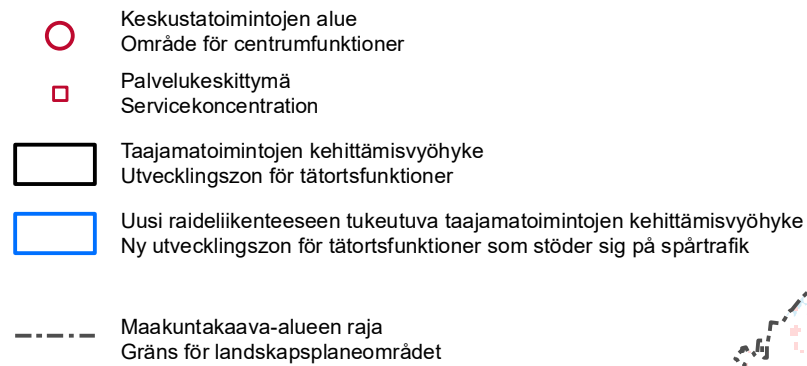 Keskustatoimintojen alue
Område för centrumfunktioner
Palvelukeskittymä
Servicekoncentration
Taajamatoimintojen kehittämisvyöhyke
Utvecklingszon för tätortsfunktioner
Uusi raideliikenteeseen tukeutuva taajamatoimintojen kehittämisvyöhyke
Ny utvecklingszon för tätortsfunktioner som stöder sig på spårtrafik
Maakuntakaava-alueen raja
Gräns för landskapsplaneområdet